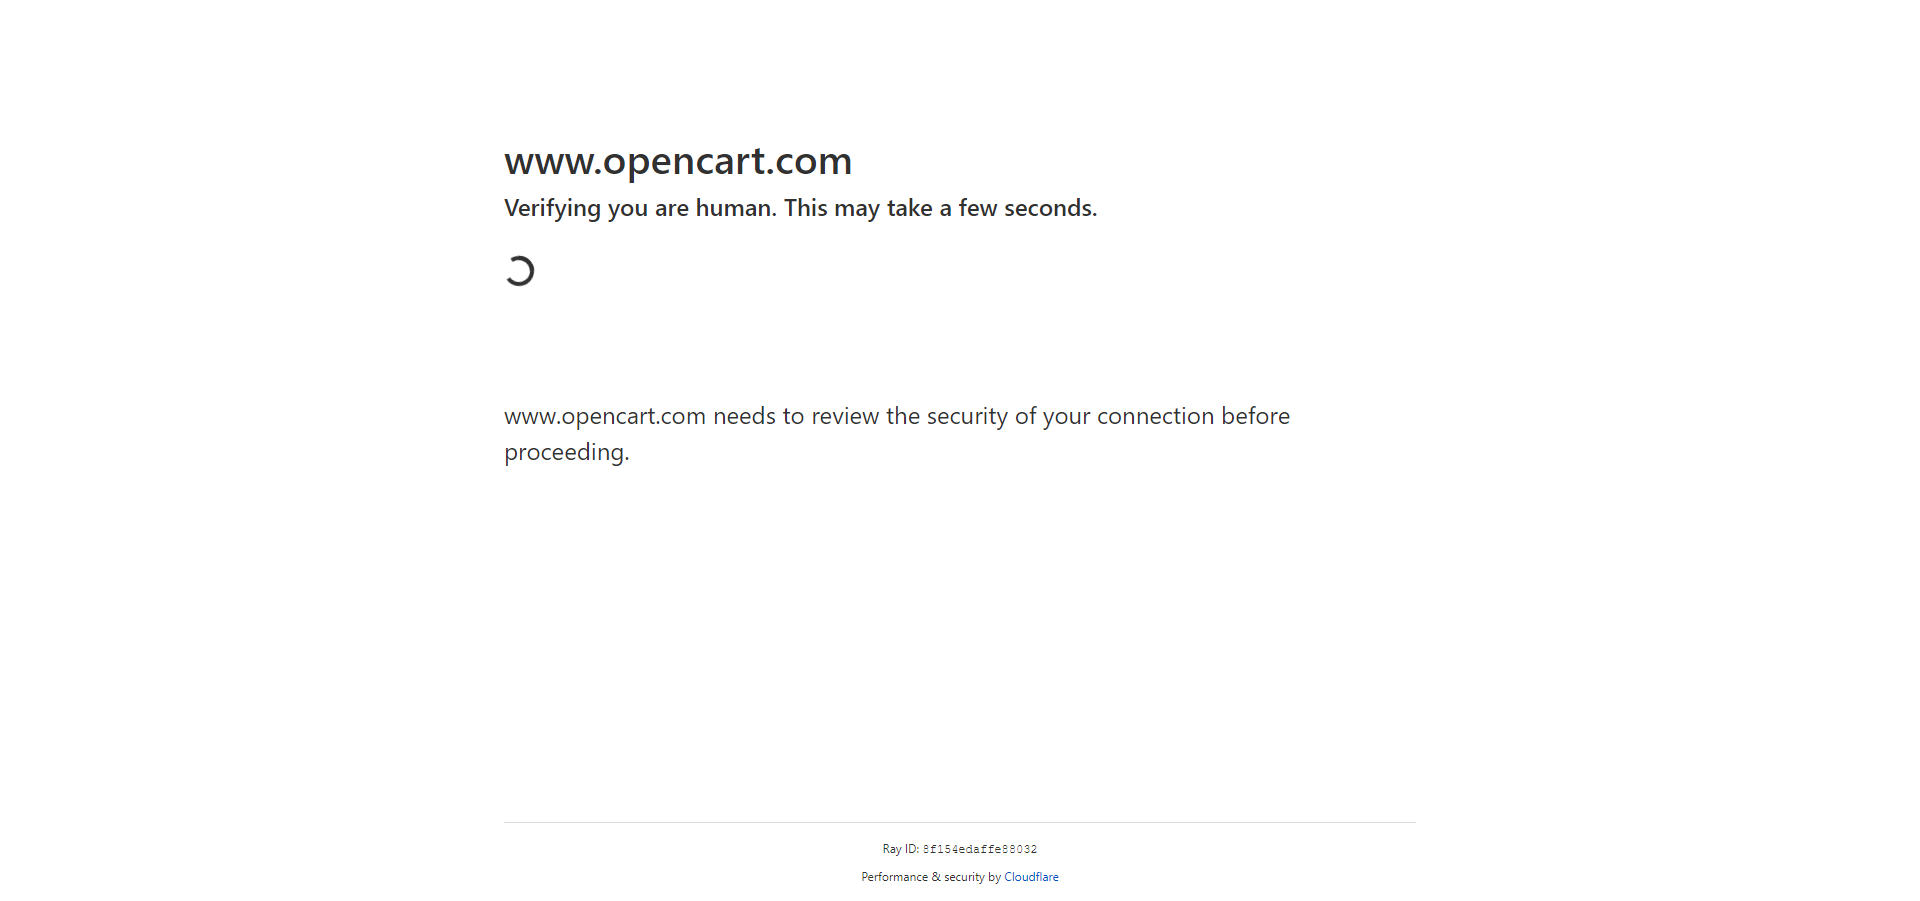 www.opencart.com
Verifying you are human. This may take a few seconds.
www.opencart.com needs to review the security of your connection before
proceeding.
Ray ID: 8f154edaffe88032
Performance & security by Cloudflare